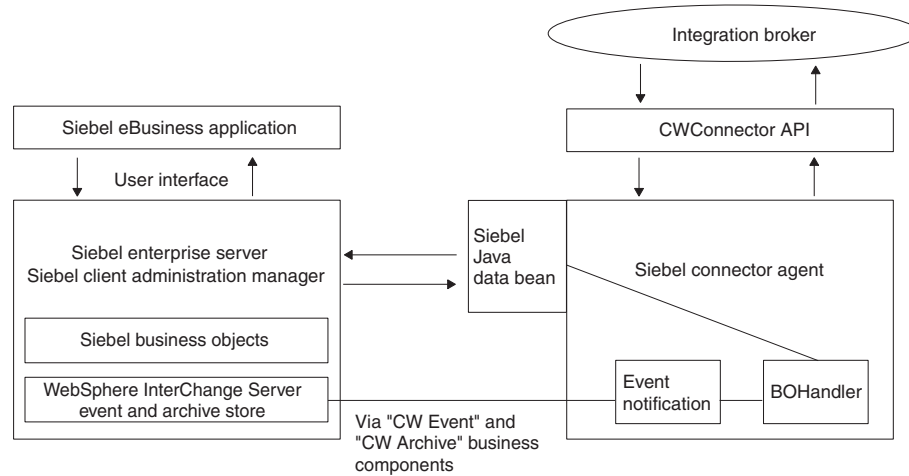 Integration broker
Siebel eBusiness application
CWConnector API
User interface
Siebel enterprise server
Siebel client administration manager
Siebel
Java
data bean
Siebel connector agent
Siebel business objects
WebSphere InterChange Server
event and archive store
Event
notification
BOHandler
Via "CW Event" and
"CW Archive" business
components